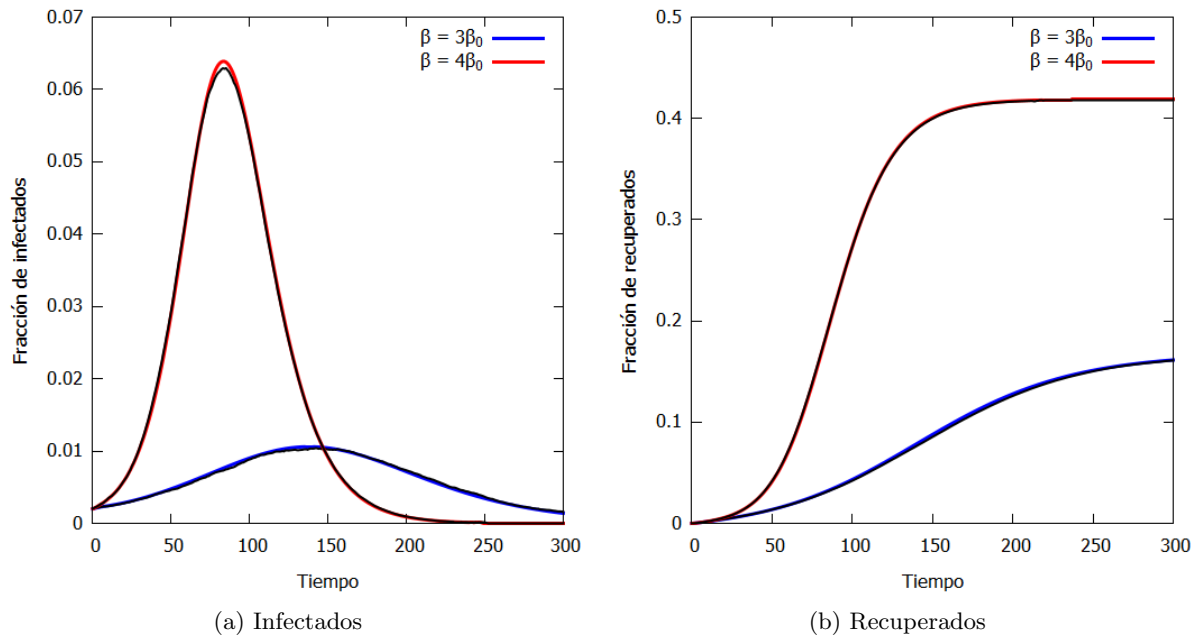 0.07
0.06
0.05
0.04
0.03
0.02
0.01
0
Fracción de infectados
β = 3β0
β = 4β0
0 50 100 150 200 250 300
Tiempo
(a) Infectados
0.5
0.4
0.3
0.2
0.1
0
Fracción de recuperados
β = 3β0
β = 4β0
0 50 100 150 200 250 300
Tiempo
(b) Recuperados